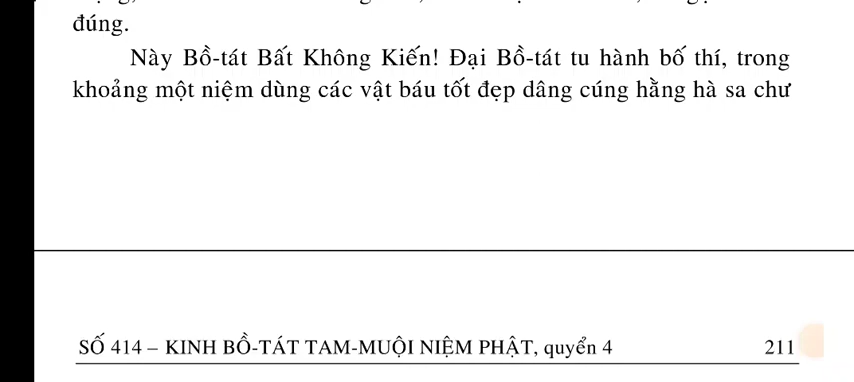 đúng.
Này Bồ-tát Bất Không Kiến! Đại Bồ-tát tu hành bố thí, trong
khoảng một niệm dùng các vật báu tốt đẹp dâng cúng hằng hà sa chư
SỐ 414 – KINH BỒ-TÁT TAM-MUỘI NIỆM PHẬT, quyển 4 211